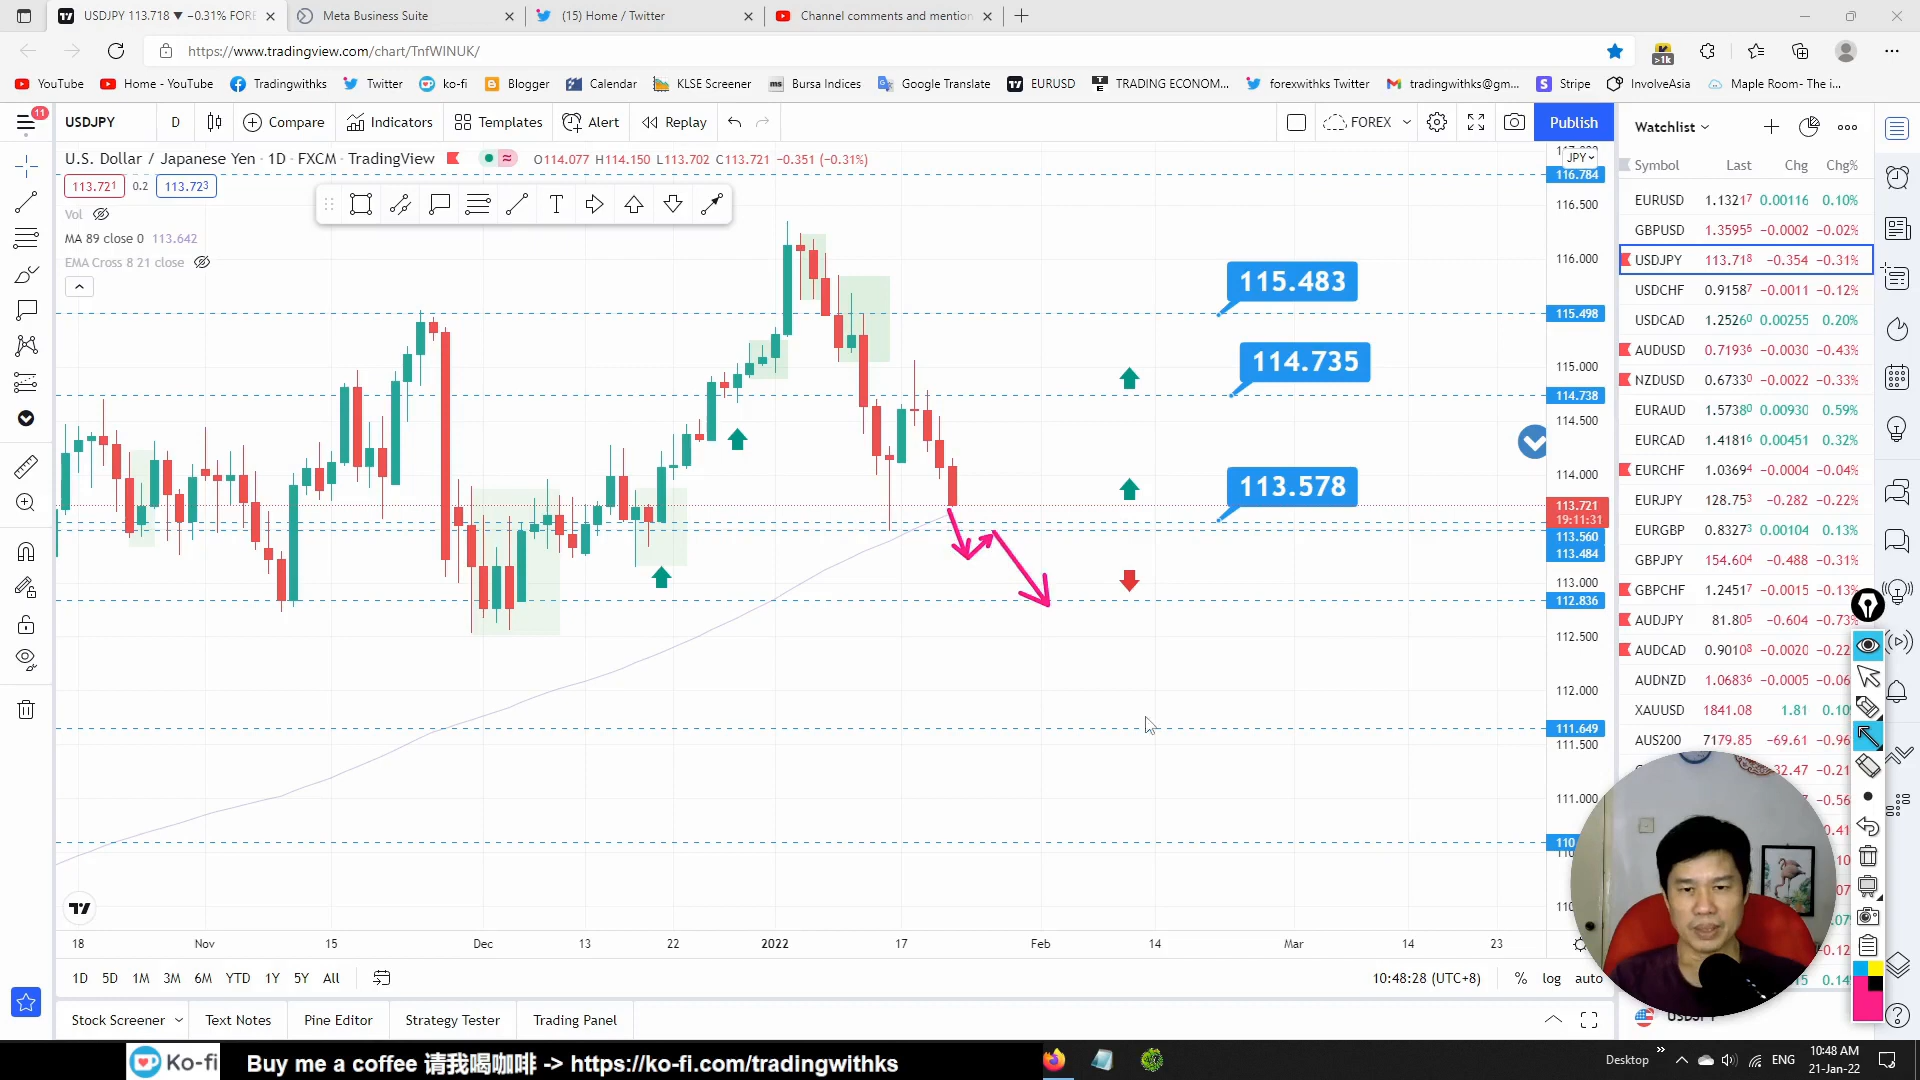 USDJPY 113.718 ▼ −0.31% FORE
Meta Business Suite
(15) Home / Twitter
Channel comments and mention
https://www.tradingview.com/chart/TnfWINUK/
>1k
YouTube
Home - YouTube
Tradingwithks
Twitter
ko-fi
Blogger
Calendar
KLSE Screener
Bursa Indices
Google Translate
EURUSD
TRADING ECONOM...
forexwithks Twitter
tradingwithks@gm...
Stripe
InvolveAsia
Maple Room- The i...
11
USDJPY
D
Compare
Indicators
Templates
Alert
Replay
FOREX
Publish
U.S. Dollar / Japanese Yen · 1D · FXCM · TradingView
O114.077 H114.150 L113.702 C113.721 −0.351 (−0.31%)
113.721 0.2 113.723
Vol
MA 89 close 0 113.642
EMA Cross 8 21 close
JPY
116.784
116.500
116.000
115.498
115.000
114.738
114.500
114.000
113.721
19:11:31
113.560
113.484
113.000
112.836
112.500
112.000
111.649
111.500
111.000
115.483
114.735
113.578
18 Nov 15 Dec 13 22 2022 17 Feb 14 Mar 14 23
1D 5D 1M 3M 6M YTD 1Y 5Y All
10:48:28 (UTC+8) % log auto
Stock Screener
Text Notes
Pine Editor
Strategy Tester
Trading Panel
Watchlist
Symbol Last Chg Chg%
EURUSD 1.13217 0.00116 0.10%
GBPUSD 1.35955 −0.0002 −0.02%
USDJPY 113.718 −0.354 −0.31%
USDCHF 0.91587 −0.0011 −0.12%
USDCAD 1.25260 0.00255 0.20%
AUDUSD 0.71936 −0.0030 −0.43%
NZDUSD 0.67330 −0.0022 −0.33%
EURAUD 1.57380 0.00930 0.59%
EURCAD 1.41816 0.00451 0.32%
EURCHF 1.03694 −0.0004 −0.04%
EURJPY 128.753 −0.282 −0.22%
EURGBP 0.83273 0.00104 0.13%
GBPJPY 154.604 −0.488 −0.31%
GBPCHF 1.24517 −0.0015 −0.13%
AUDJPY 81.805 −0.604 −0.73%
AUDCAD 0.90108 −0.0020 −0.22
AUDNZD 1.06836 −0.0005 −0.06
XAUUSD 1841.08 1.81 0.10
AUS200 7179.85 −69.61 −0.96
Ko-fi
Buy me a coffee 请我喝咖啡 -> https://ko-fi.com/tradingwithks
Desktop
ENG
10:48 AM
21-Jan-22